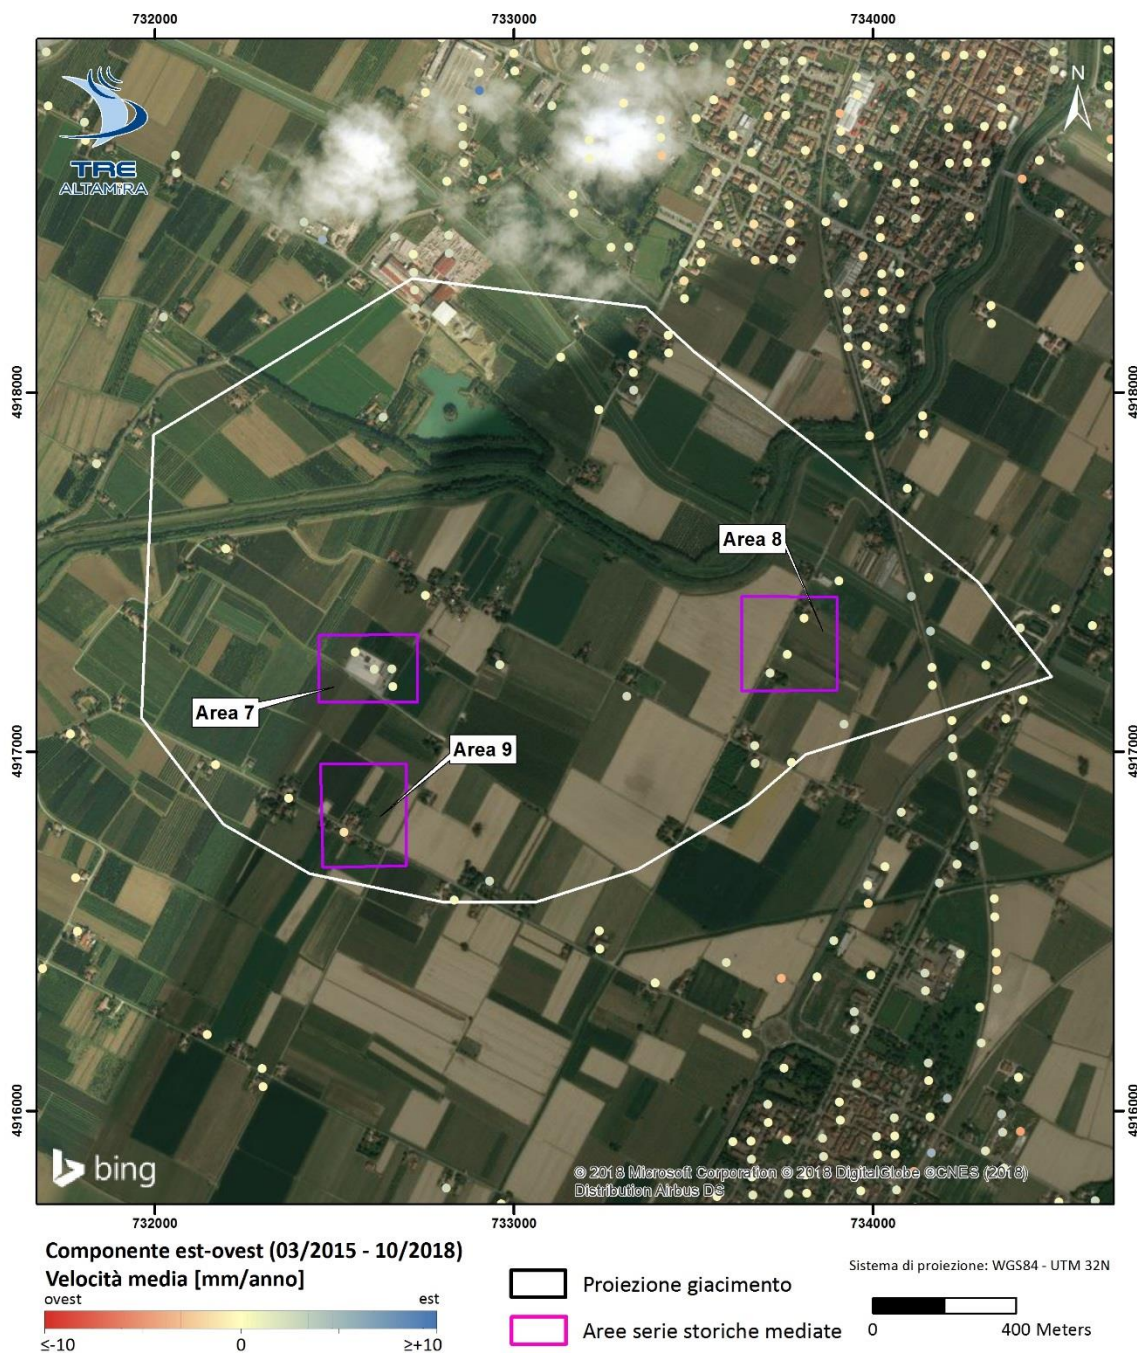 732000
733000
734000
TRE
ALTAMIRA
N
4918000
4918000
Area 8
Area 7
Area 9
4917000
4917000
4916000
4916000
bing
© 2018 Microsoft Corporation © 2018 DigitalGlobe ©CNES (2018)
Distribution Airbus DS
732000
733000
734000
Componente est-ovest (03/2015 - 10/2018)
Velocità media [mm/anno]
ovest
est
≤-10
0
≥+10
Proiezione giacimento
Aree serie storiche mediate
Sistema di proiezione: WGS84 - UTM 32N
0
400 Meters